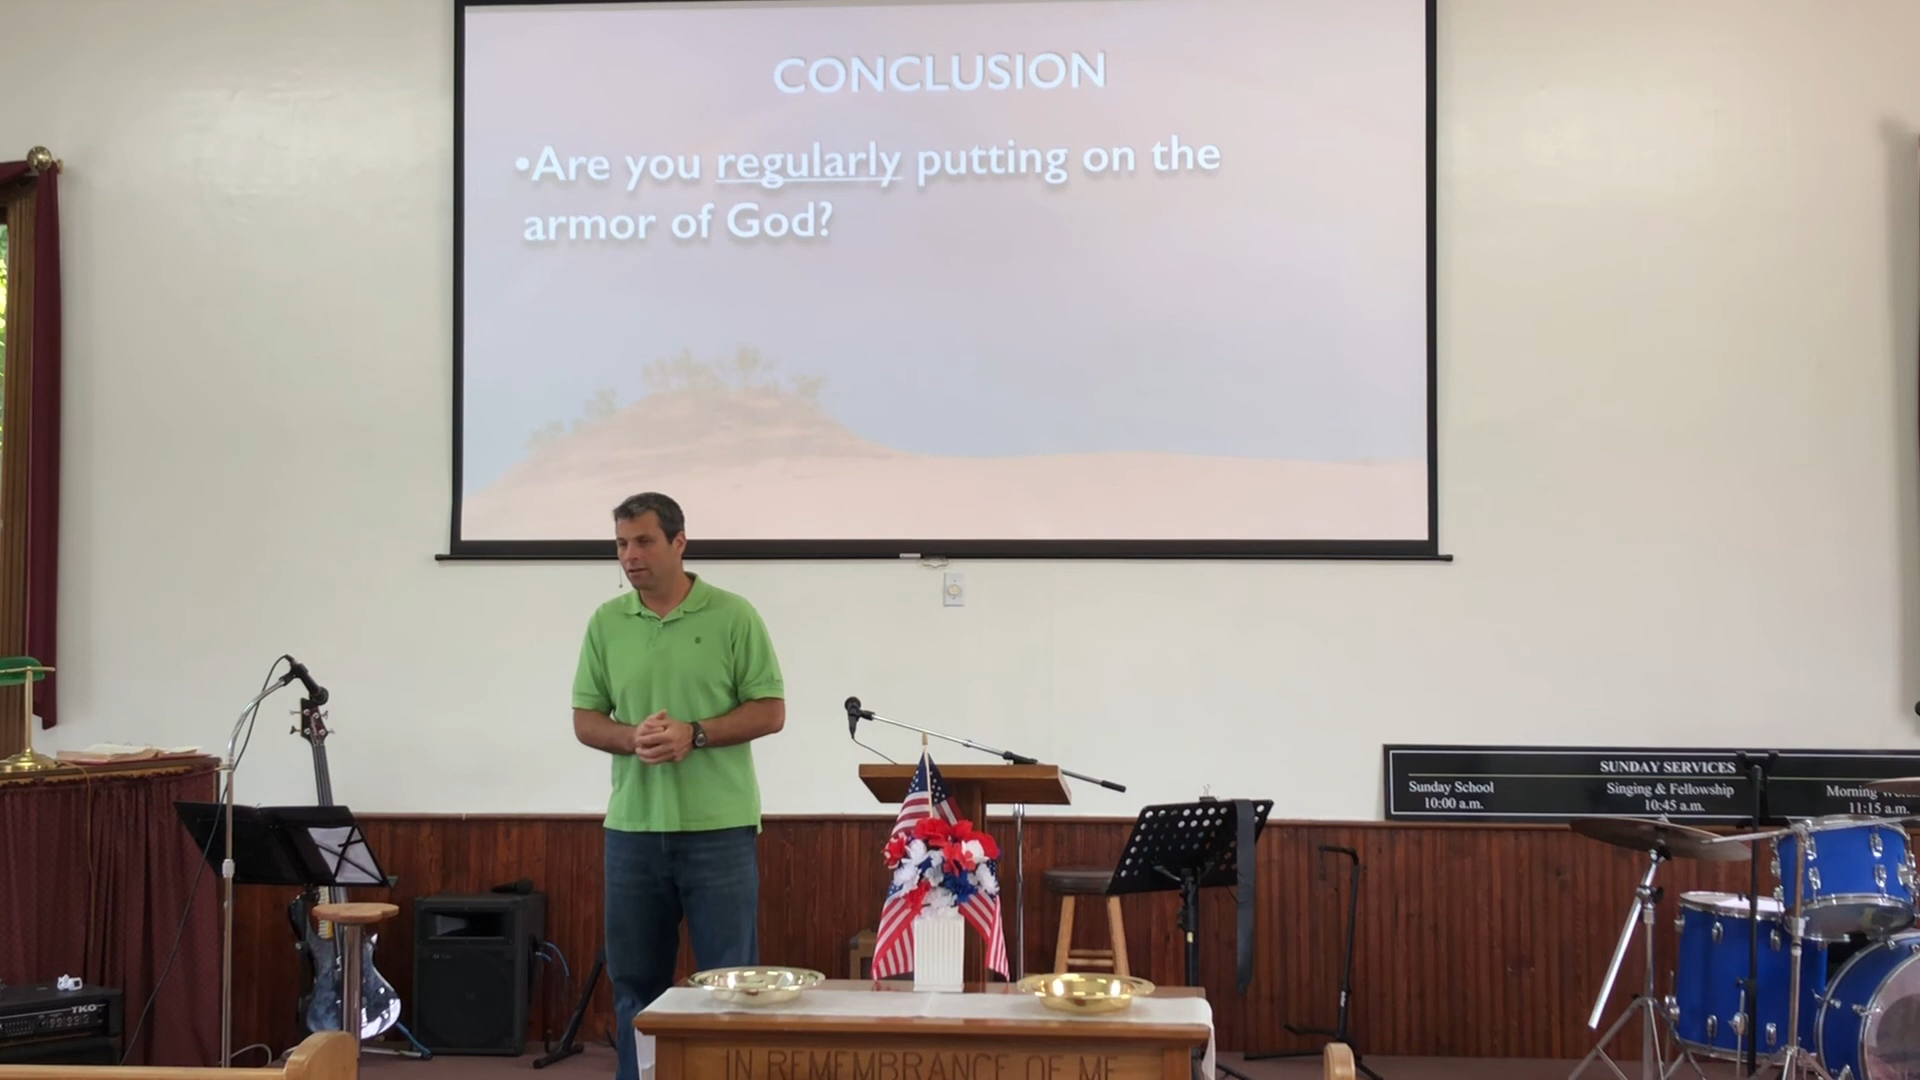 CONCLUSION
•Are you regularly putting on the
armor of God?
SUNDAY SERVICES
Sunday School
10:00 a.m.
Singing & Fellowship
10:45 a.m.
Morning
11:15 a.m.
TKO
IN REMEMBRANCE OF ME